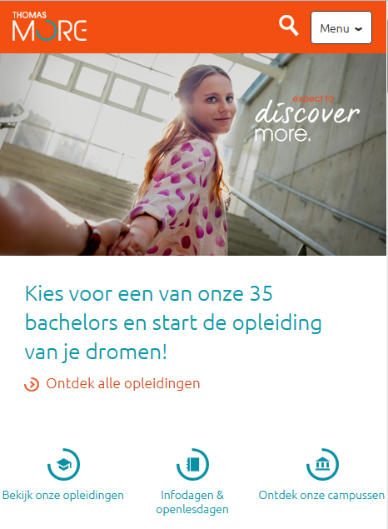 THOMAS
MORE
Menu
expect to
discover
more.
Kies voor een van onze 35
bachelors en start de opleiding
van je dromen!
Ontdek alle opleidingen
Bekijk onze opleidingen
Infodagen &
openlesdagen
Ontdek onze campussen